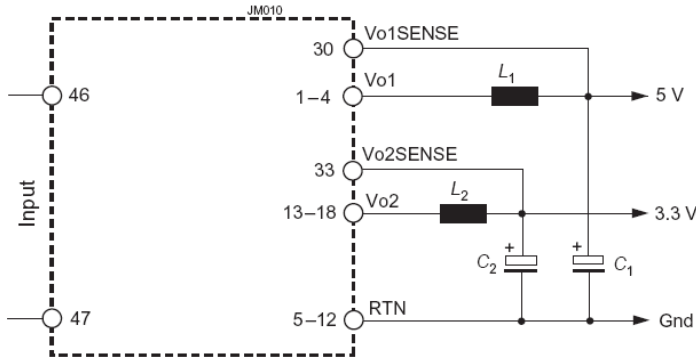 JM010
30 Vo1SENSE
46 1–4 Vo1 L1 5 V
33 Vo2SENSE
Input 13–18 Vo2 L2 3.3 V
+ C2 + C1
47 5–12 RTN Gnd